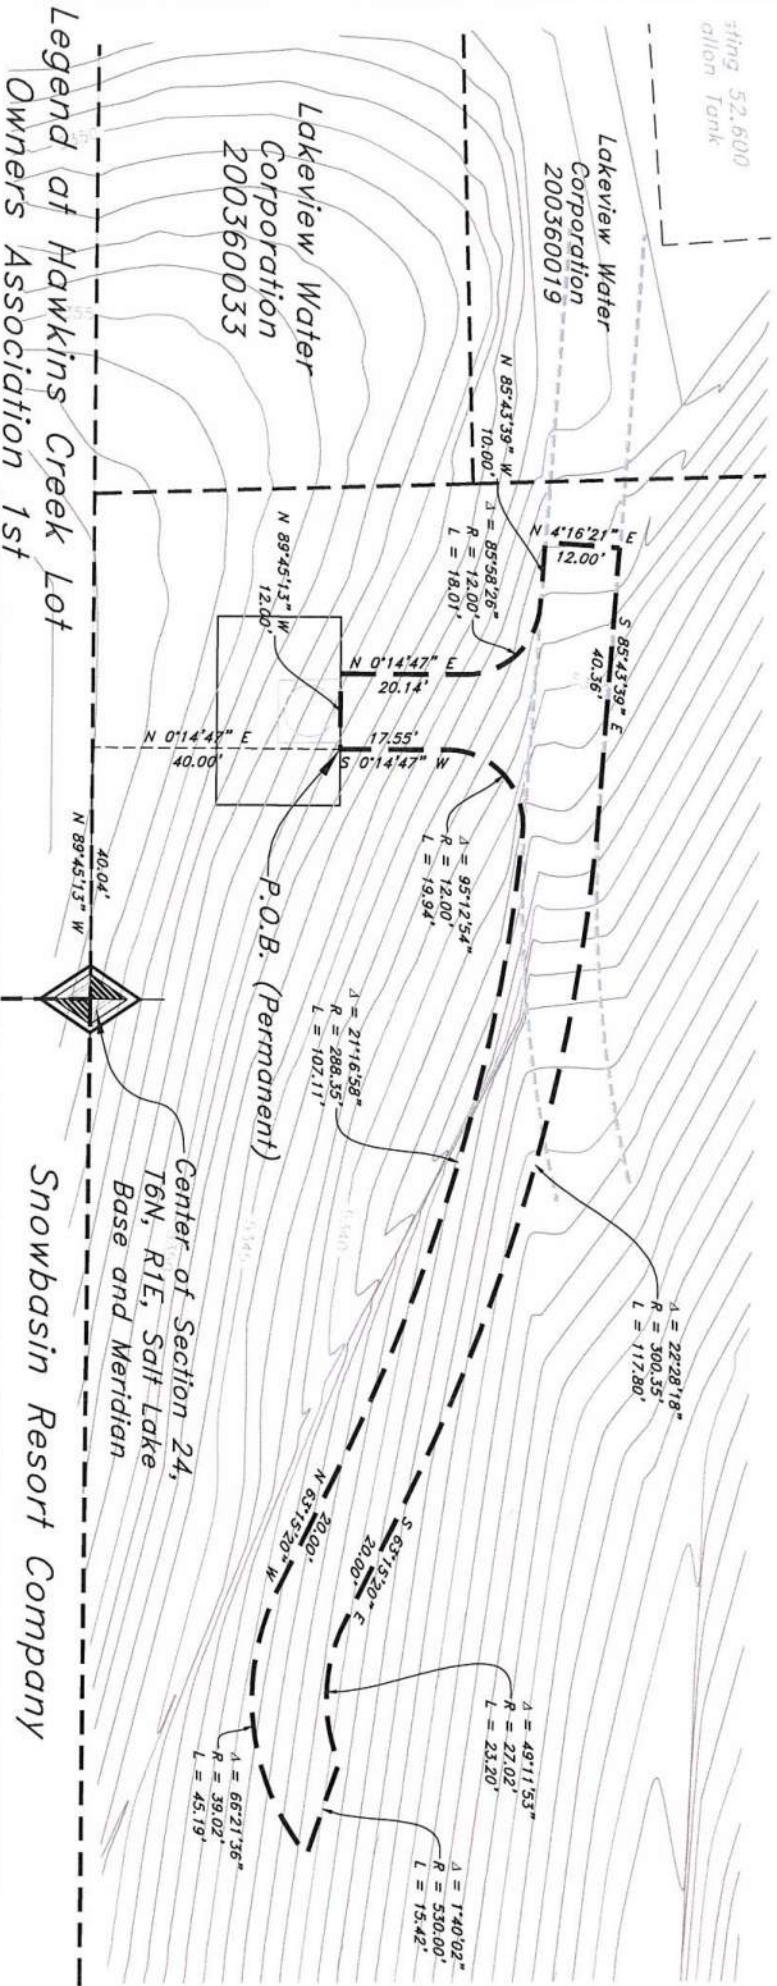 52,600
Tank
Lakeview Water
Corporation
200360019
Lakeview Water
Corporation
200360033
Legend at Hawkins Creek Lot
Owners Association 1st
N 85°43'39" W
10.00'
N 4°16'21" E
12.00'
S 85°43'39" E
40.36'
Δ = 85°58'26"
R = 12.00'
L = 18.01'
N 89°45'13" W
12.00'
N 0°14'47" E
20.14'
17.55'
S 0°14'47" W
N 0°14'47" E
40.00'
Δ = 95°12'54"
R = 12.00'
L = 19.94'
P.O.B. (Permanent)
40.04'
N 89°45'13" W
Δ = 21°16'58"
R = 288.35'
L = 107.11'
Center of Section 24,
T6N, R1E, Salt Lake
Base and Meridian
Δ = 22°28'18"
R = 300.35'
L = 117.80'
5345
5340
N 63°15'20" W
20.00'
S 63°15'20" E
20.00'
Δ = 49°11'53"
R = 27.02'
L = 23.20'
Δ = 66°21'36"
R = 39.02'
L = 45.19'
Δ = 1°40'02"
R = 530.00'
L = 15.42'
Snowbasin Resort Company